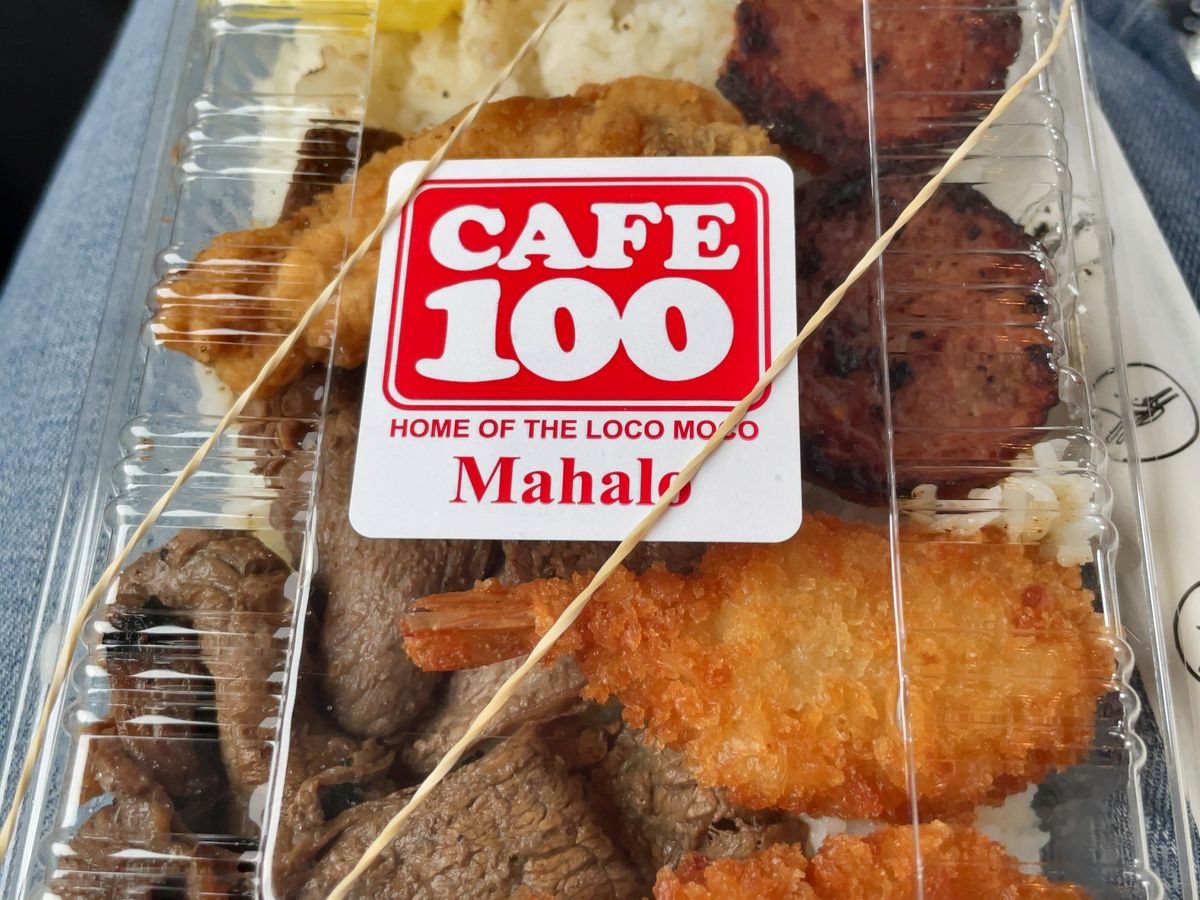 CAFE
100
HOME OF THE LOCO MOCO
Mahalo